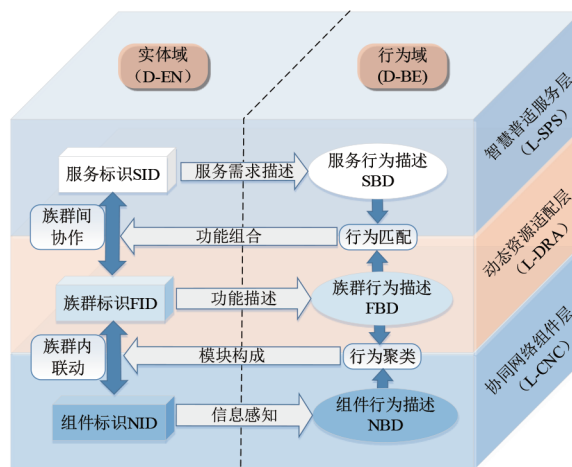 实体域
（D-EN）
行为域
(D-BE)
智慧普适服务层
(L-SPS)
服务标识SID
服务需求描述
服务行为描述
SBD
族群间
协作
功能组合
行为匹配
动态资源适配层
(L-DRA)
族群标识FID
功能描述
族群行为描述
FBD
族群内
联动
模块构成
行为聚类
协同网络组件层
(L-CNC)
组件标识NID
信息感知
组件行为描述
NBD